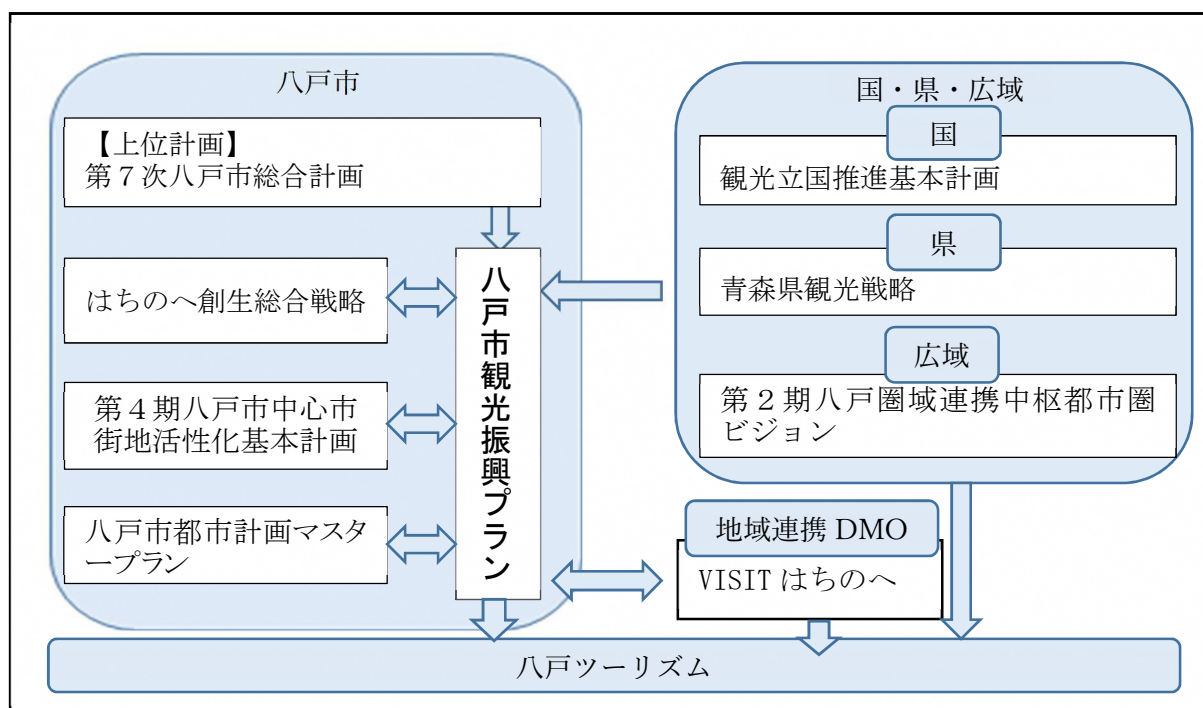 八戸市
【上位計画】
第７次八戸市総合計画
はちのへ創生総合戦略
第４期八戸市中心市
街地活性化基本計画
八戸市都市計画マスタ
ープラン
八戸市観光振興プラン
国・県・広域
国
観光立国推進基本計画
県
青森県観光戦略
広域
第２期八戸圏域連携中枢都市圏
ビジョン
地域連携 DMO
VISIT はちのへ
八戸ツーリズム